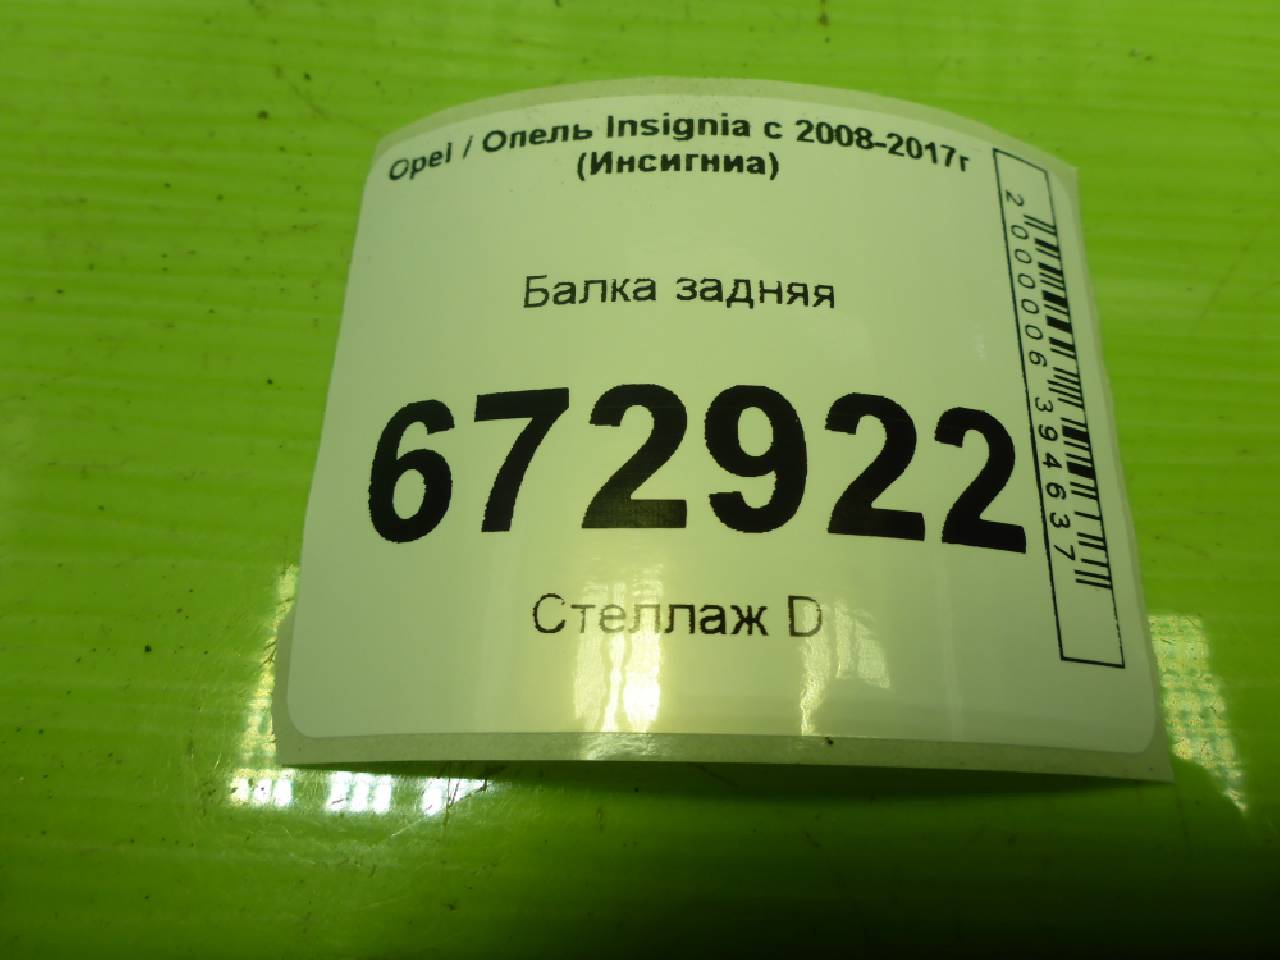 Opel / Опель Insignia с 2008-2017г
(Инсигниа)
Балка задняя
672922
Стеллаж D
2000006394637